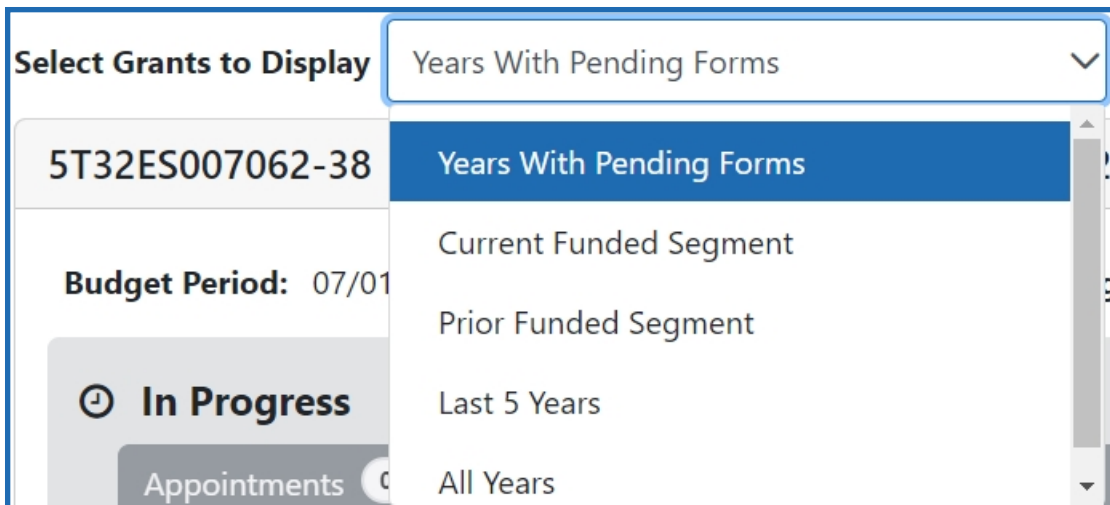 Select Grants to Display
Years With Pending Forms
5T32ES007062-38
Years With Pending Forms
Current Funded Segment
Budget Period: 07/01
Prior Funded Segment
In Progress
Last 5 Years
Appointments
All Years